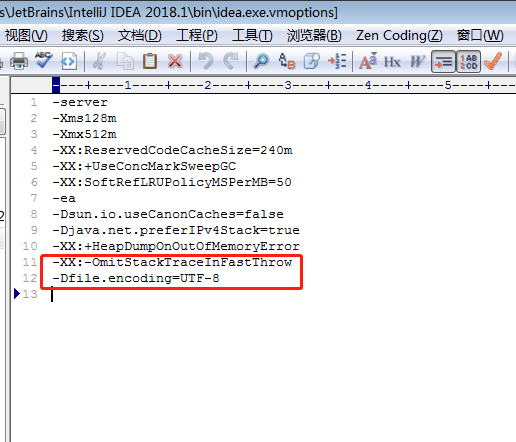 s\JetBrains\IntelliJ IDEA 2018.1\bin\idea.exe.vmoptions]
视图(V) 搜索(S) 文档(D) 工程(P) 工具(T) 浏览器(B) Zen Coding(Z) 窗口(W)
----+----1----+----2----+----3----+----4----+----5---
1 -server
2 -Xms128m
3 -Xmx512m
4 -XX:ReservedCodeCacheSize=240m
5 -XX:+UseConcMarkSweepGC
6 -XX:SoftRefLRUPolicyMSPerMB=50
7 -ea
8 -Dsun.io.useCanonCaches=false
9 -Djava.net.preferIPv4Stack=true
10 -XX:+HeapDumpOnOutOfMemoryError
11 -XX:-OmitStackTraceInFastThrow
12 -Dfile.encoding=UTF-8
13